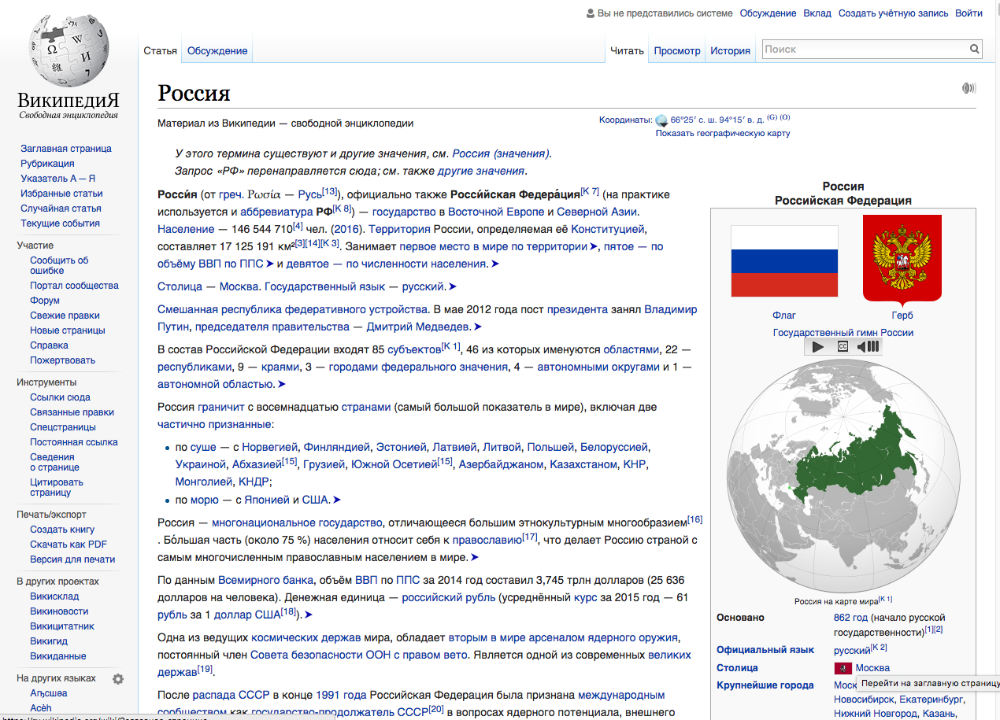 Вы не представились системе Обсуждение Вклад Создать учётную запись Войти
Статья Обсуждение Читать Просмотр История Поиск
ВикипедиЯ
Свободная энциклопедия
Заглавная страница
Рубрикация
Указатель А — Я
Избранные статьи
Случайная статья
Текущие события
Участие
Сообщить об
ошибке
Портал сообщества
Форум
Свежие правки
Новые страницы
Справка
Пожертвовать
Инструменты
Ссылки сюда
Связанные правки
Спецстраницы
Постоянная ссылка
Сведения
о странице
Цитировать
страницу
Печать/экспорт
Создать книгу
Скачать как PDF
Версия для печати
В других проектах
Викисклад
Викиновости
Викицитатник
Викигид
Викиданные
На других языках
Аҧсшәа
Acèh
Россия
Материал из Википедии — свободной энциклопедии
Координаты: 66°25′ с. ш. 94°15′ в. д. (G) (O)
Показать географическую карту
У этого термина существуют и другие значения, см. Россия (значения).
Запрос «РФ» перенаправляется сюда; см. также другие значения.
Росси́я (от греч. Ρωσία — Русь[13]), официально также Росси́йская Федера́ция[К 7] (на практике
используется и аббревиатура РФ[К 8]) — государство в Восточной Европе и Северной Азии.
Население — 146 544 710[4] чел. (2016). Территория России, определяемая её Конституцией,
составляет 17 125 191 км²[3][14][К 3]. Занимает первое место в мире по территории➤, пятое — по
объёму ВВП по ППС➤ и девятое — по численности населения.➤
Столица — Москва. Государственный язык — русский.➤
Смешанная республика федеративного устройства. В мае 2012 года пост президента занял Владимир
Путин, председателя правительства — Дмитрий Медведев.➤
В состав Российской Федерации входят 85 субъектов[К 1], 46 из которых именуются областями, 22 —
республиками, 9 — краями, 3 — городами федерального значения, 4 — автономными округами и 1 —
автономной областью.➤
Россия граничит с восемнадцатью странами (самый большой показатель в мире), включая две
частично признанные:
• по суше — с Норвегией, Финляндией, Эстонией, Латвией, Литвой, Польшей, Белоруссией,
Украиной, Абхазией[15], Грузией, Южной Осетией[15], Азербайджаном, Казахстаном, КНР,
Монголией, КНДР;
• по морю — с Японией и США.➤
Россия — многонациональное государство, отличающееся большим этнокультурным многообразием[16]
. Бо́льшая часть (около 75 %) населения относит себя к православию[17], что делает Россию страной с
самым многочисленным православным населением в мире.➤
По данным Всемирного банка, объём ВВП по ППС за 2014 год составил 3,745 трлн долларов (25 636
долларов на человека). Денежная единица — российский рубль (усреднённый курс за 2015 год — 61
рубль за 1 доллар США[18]).➤
Одна из ведущих космических держав мира, обладает вторым в мире арсеналом ядерного оружия,
постоянный член Совета безопасности ООН с правом вето. Является одной из современных великих
держав[19].
После распада СССР в конце 1991 года Российская Федерация была признана международным
сообществом как государство-продолжатель СССР[20] в вопросах ядерного потенциала, внешнего
Россия
Российская Федерация
Флаг Герб
Государственный гимн России
CC
Россия на карте мира[К 1]
Основано 862 год (начало русской
государственности)[1][2]
Официальный язык русский[К 2]
Столица Москва
Крупнейшие города
Перейти на заглавную страницу
Новосибирск, Екатеринбург,
Нижний Новгород, Казань,